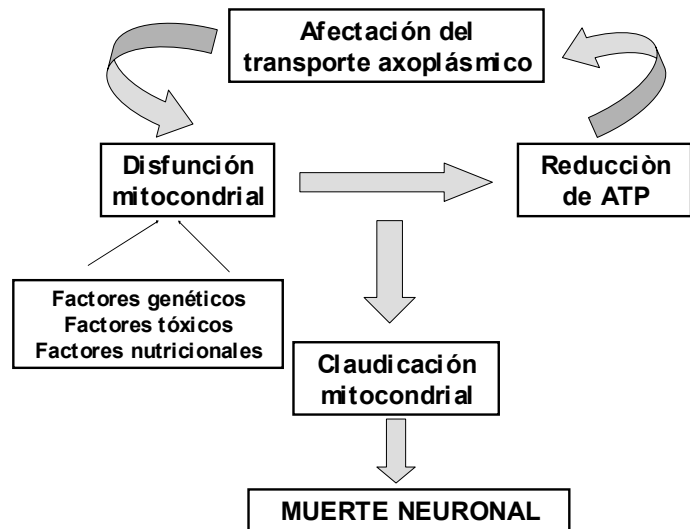 Afectación del
transporte axoplásmico
Disfunción
mitocondrial
Reducciòn
de ATP
Factores genéticos
Factores tóxicos
Factores nutricionales
Claudicación
mitocondrial
MUERTE NEURONAL